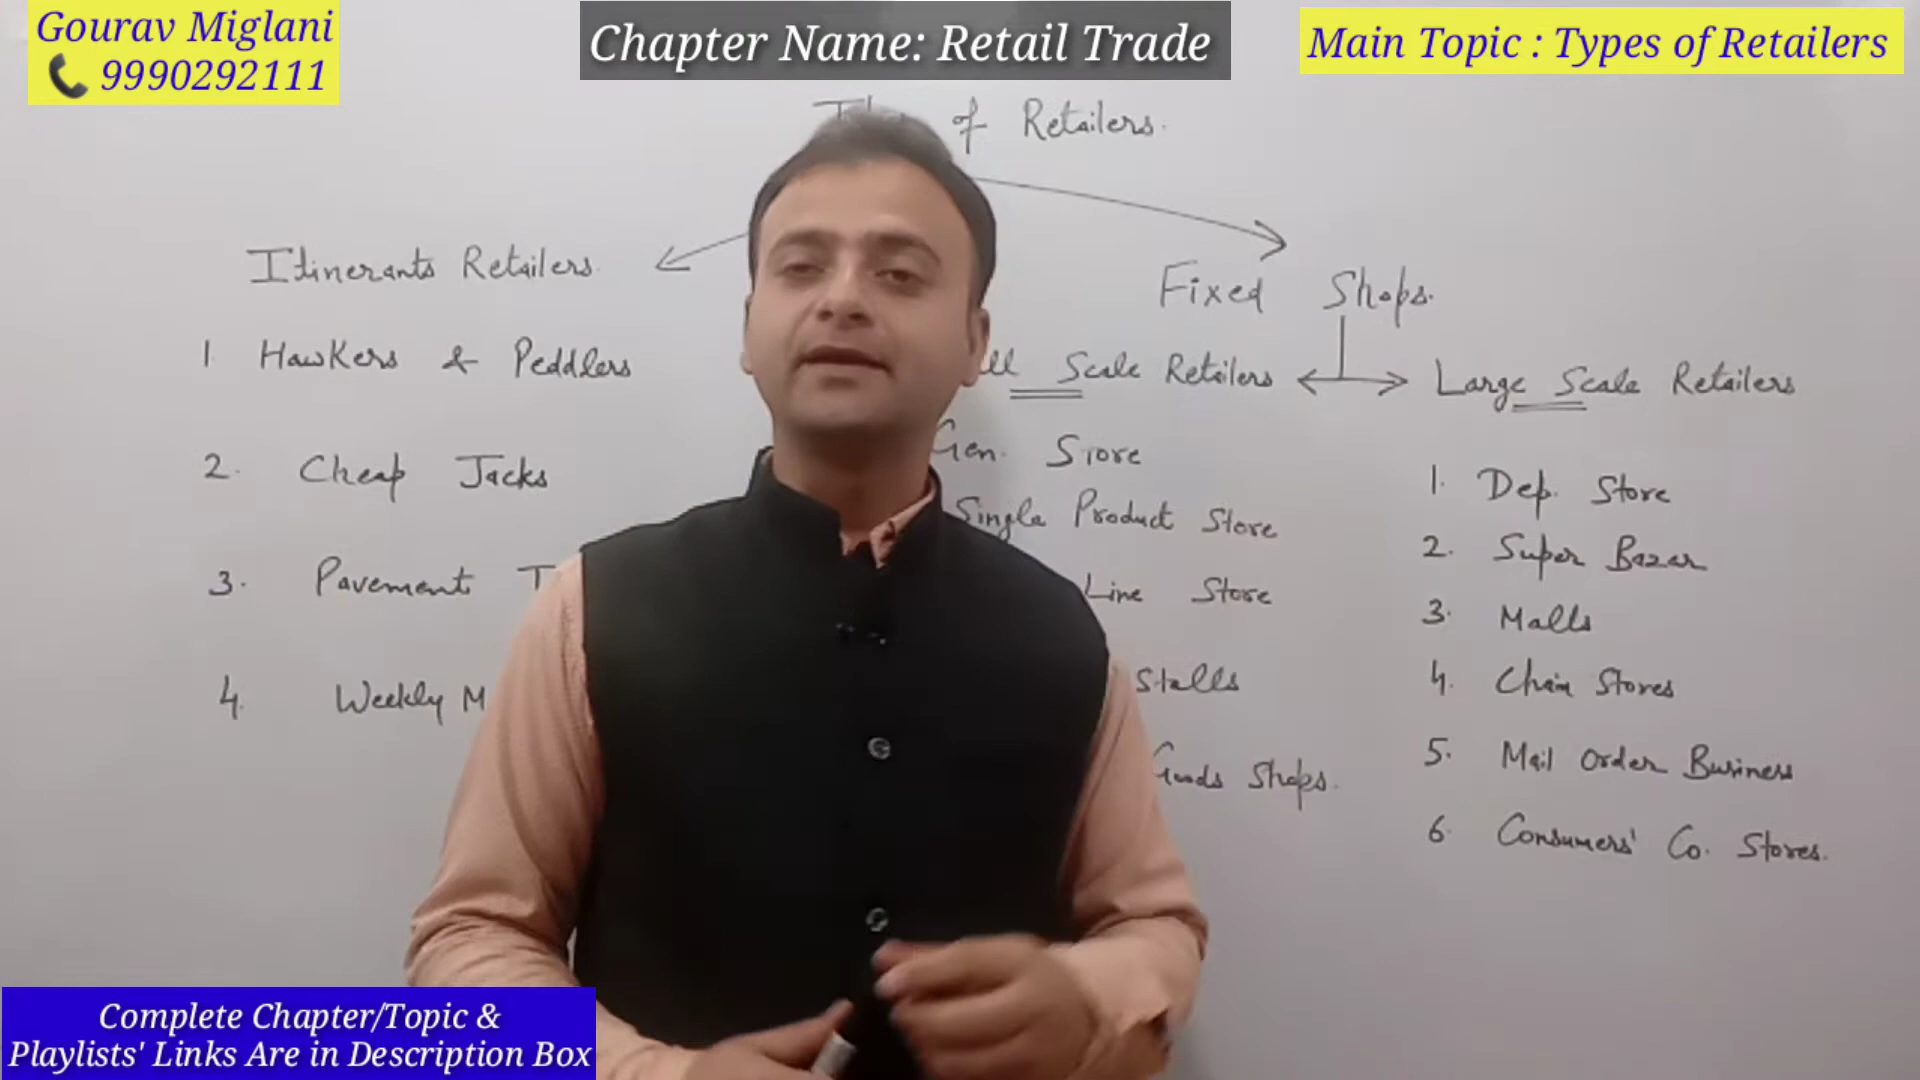 Gourav Miglani
9990292111
Chapter Name: Retail Trade
Main Topic : Types of Retailers
of Retailers.
Itinerants Retailers
Fixed Shops.
1 Hawkers & Peddlers
Scale Retailers
Large Scale Retailers
2. Cheap Jacks
Gen. Store
Single Product Store
Line Store
Stalls
Goods Shops.
3. Pavement
4. Weekly
1. Dep. Store
2. Super Bazar
3. Malls
4. Chain Stores
5. Mail Order Business
6 Consumers' Co. Stores.
Complete Chapter/Topic &
Playlists' Links Are in Description Box